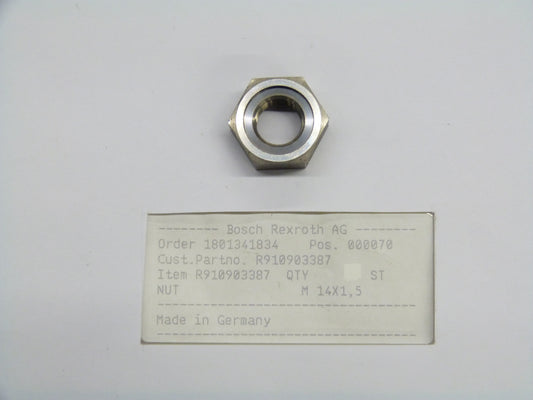 --------- Bosch Rexroth AG ---------
Order 1801341834 Pos. 000070
Cust.Partno. R910903387
Item R910903387 QTY ST
NUT M 14X1,5
Made in Germany